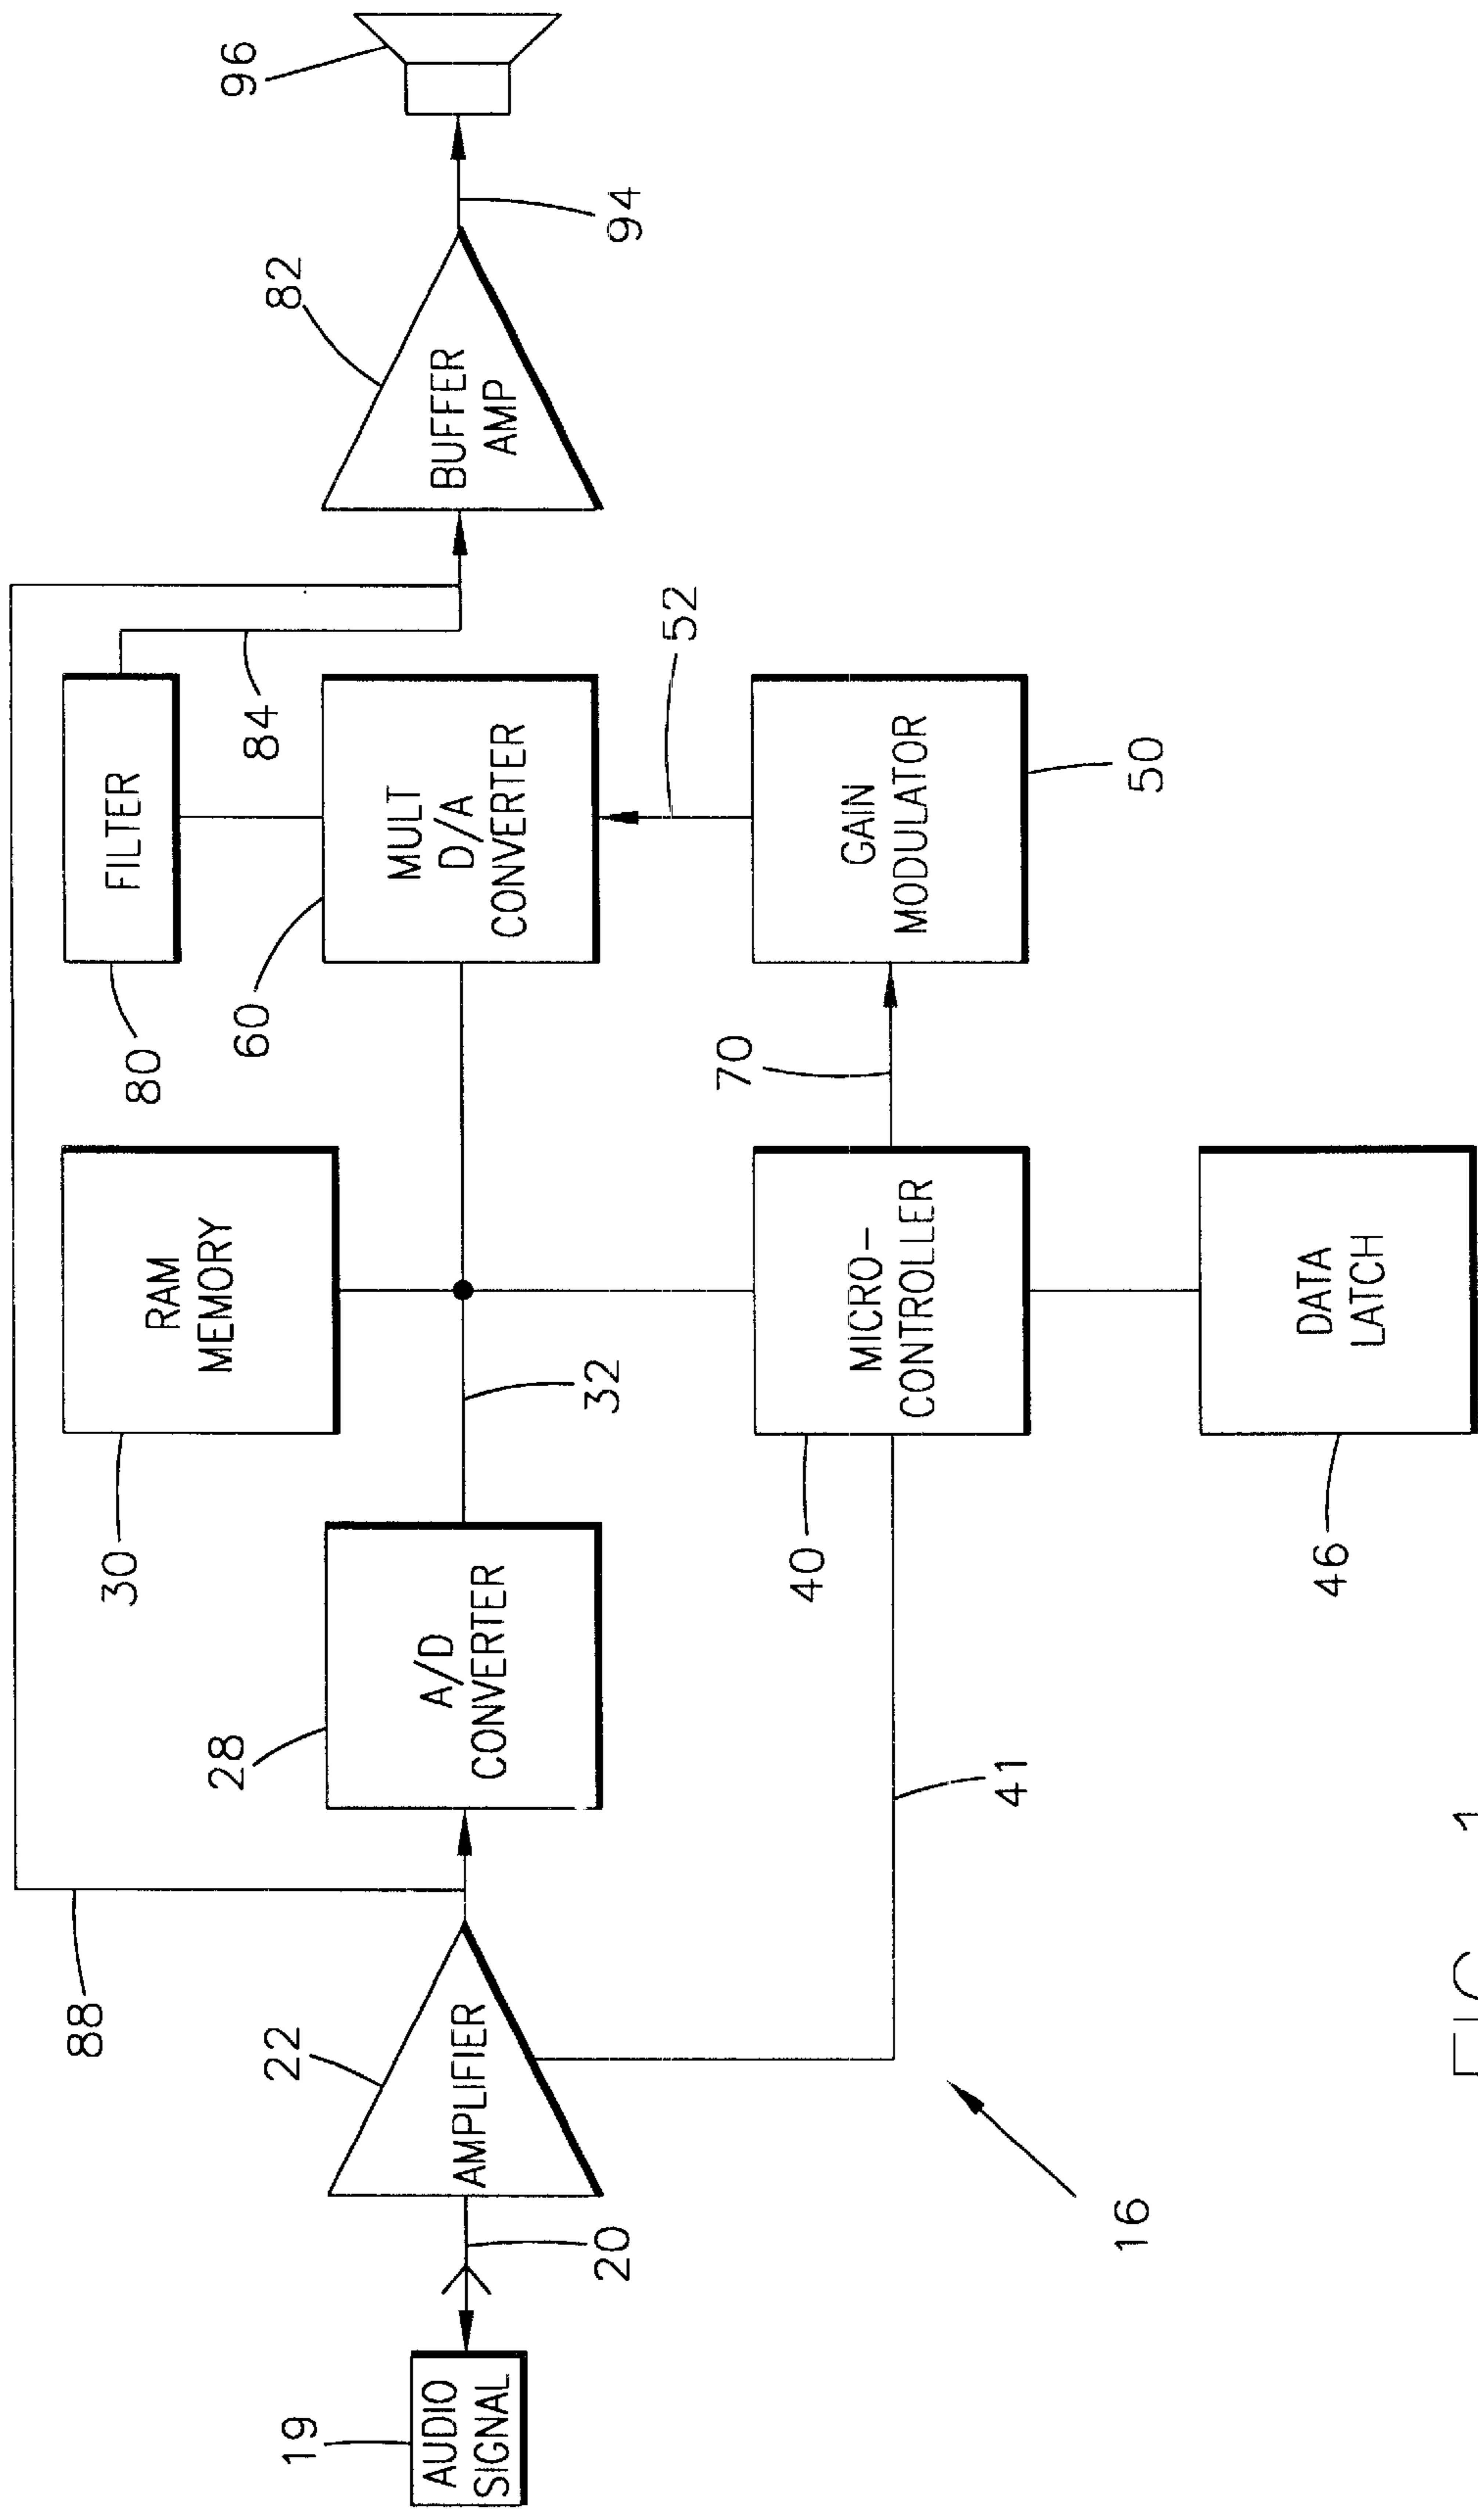 88
30
RAM
MEMORY
80
FILTER
84
19
AUDIO
SIGNAL
20
22
AMPLIFIER
28
A/D
CONVERTER
32
60
MULT
D/A
CONVERTER
82
BUFFER
AMP
94
96
41
40
MICRO-
CONTROLLER
70
GAIN
MODULATOR
50
52
16
46
DATA
LATCH